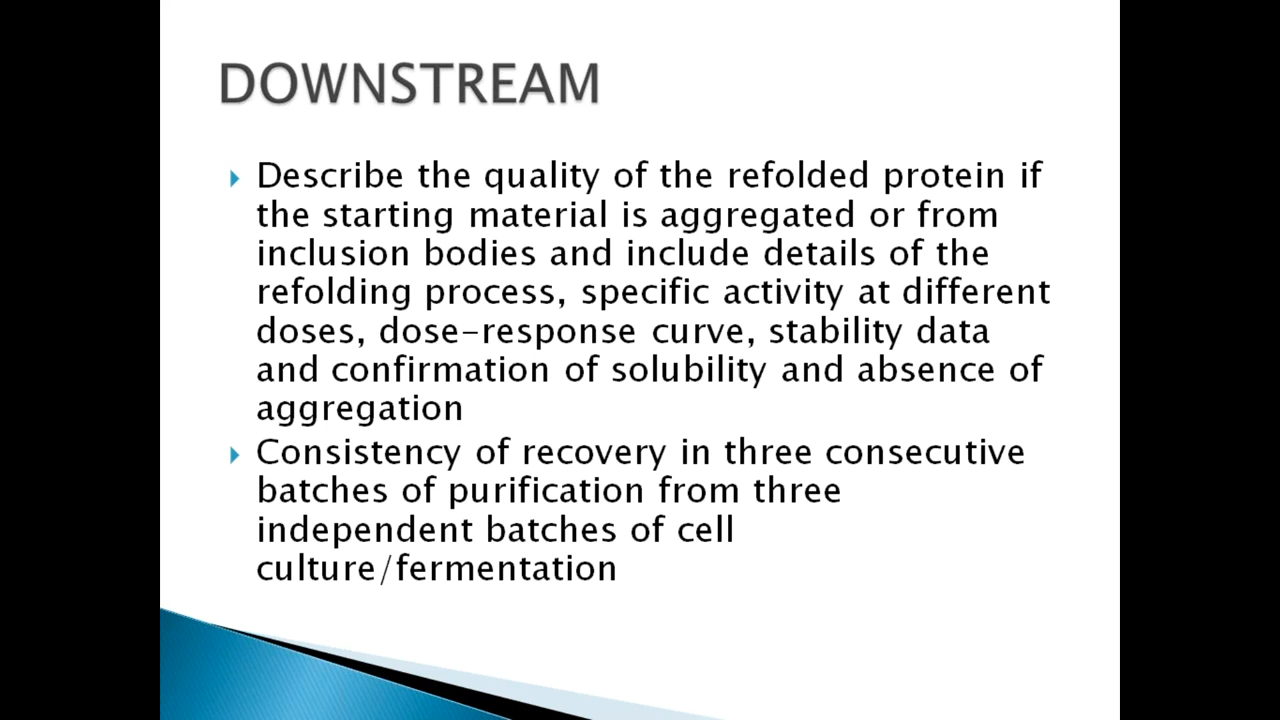 DOWNSTREAM
Describe the quality of the refolded protein if
the starting material is aggregated or from
inclusion bodies and include details of the
refolding process, specific activity at different
doses, dose-response curve, stability data
and confirmation of solubility and absence of
aggregation
Consistency of recovery in three consecutive
batches of purification from three
independent batches of cell
culture/fermentation